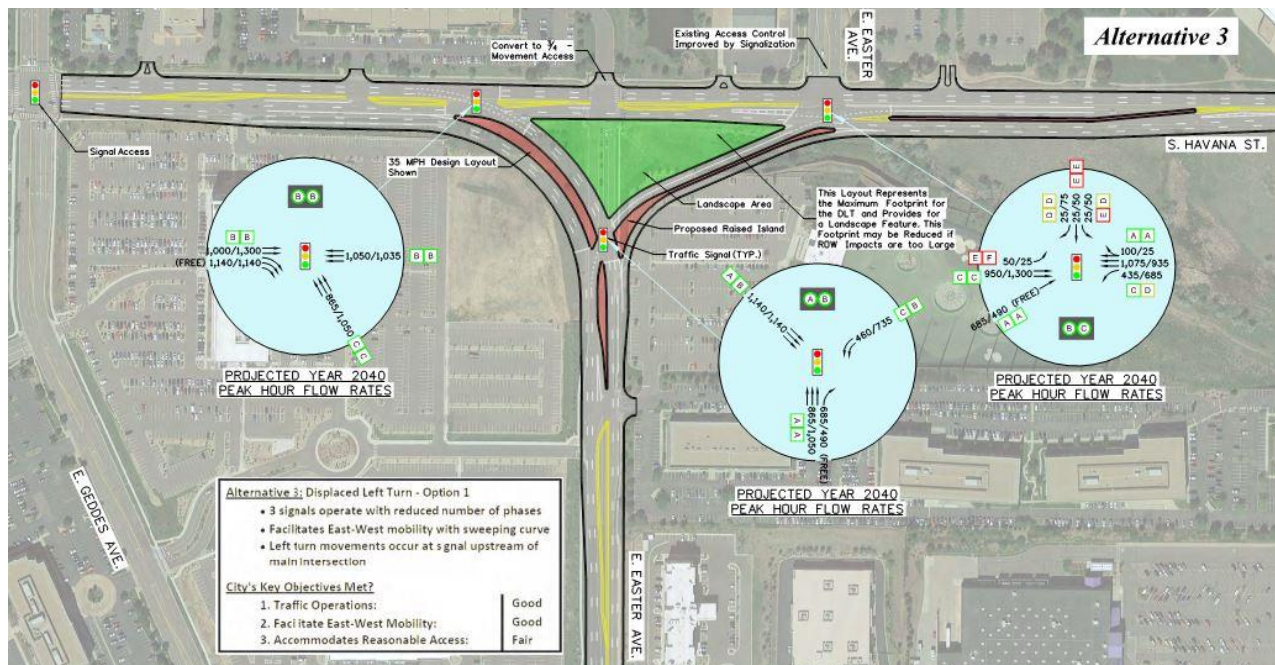 Alternative 3
E. EASTER
AVE.
Existing Access Control
Improved by Signalization
Convert to ¾ -
Movement Access
S. HAVANA ST.
Signal Access
35 MPH Design Layout
Shown
Landscape Area
Proposed Raised Island
Traffic Signal (TYP.)
This Layout Represents
the Maximum Footprint for
the DLT and Provides for
a Landscape Feature. This
Footprint may be Reduced if
ROW Impacts are too Large
B B
B B
1,000/1,300
(FREE) 1,140/1,140
1,050/1,035
B B
865/1,050
C C
PROJECTED YEAR 2040
PEAK HOUR FLOW RATES
A B
A B
1,140/1,140
C B
460/735
A A
865/1,050
685/490 (FREE)
PROJECTED YEAR 2040
PEAK HOUR FLOW RATES
E E
D D
E D
25/75
25/50
25/50
A A
100/25
1,075/935
435/685
C D
E F
50/25
C C
950/1,300
685/490 (FREE)
A A
B C
PROJECTED YEAR 2040
PEAK HOUR FLOW RATES
E. GEDDES AVE.
E. EASTER AVE.
Alternative 3: Displaced Left Turn - Option 1
• 3 signals operate with reduced number of phases
• Facilitates East-West mobility with sweeping curve
• Left turn movements occur at signal upstream of
main intersection
City's Key Objectives Met?
1. Traffic Operations: Good
2. Facilitate East-West Mobility: Good
3. Accommodates Reasonable Access: Fair